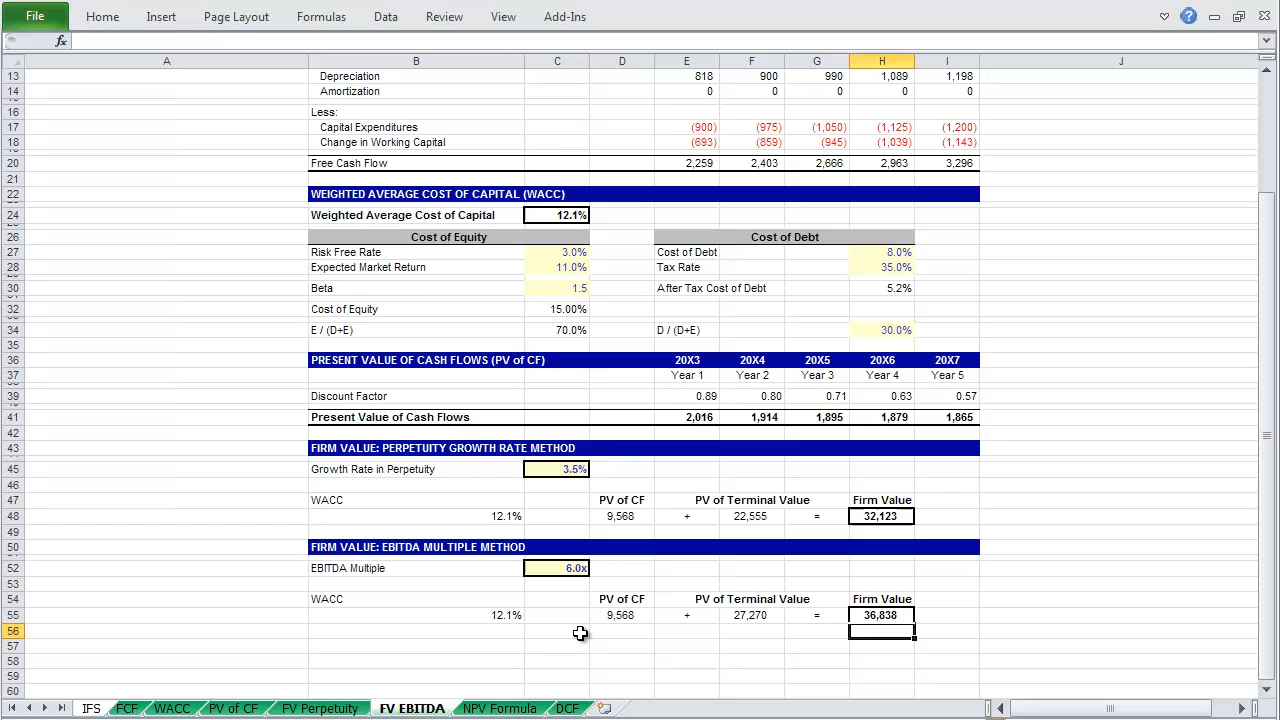 File Home Insert Page Layout Formulas Data Review View Add-Ins
fx
A B C D E F G H I J
13 Depreciation 818 900 990 1,089 1,198
14 Amortization 0 0 0 0 0
16 Less:
17 Capital Expenditures (900) (975) (1,050) (1,125) (1,200)
18 Change in Working Capital (693) (859) (945) (1,039) (1,143)
20 Free Cash Flow 2,259 2,403 2,666 2,963 3,296
21
22 WEIGHTED AVERAGE COST OF CAPITAL (WACC)
24 Weighted Average Cost of Capital 12.1%
26 Cost of Equity Cost of Debt
27 Risk Free Rate 3.0% Cost of Debt 8.0%
28 Expected Market Return 11.0% Tax Rate 35.0%
30 Beta 1.5 After Tax Cost of Debt 5.2%
32 Cost of Equity 15.00%
34 E / (D+E) 70.0% D / (D+E) 30.0%
35
36 PRESENT VALUE OF CASH FLOWS (PV of CF) 20X3 20X4 20X5 20X6 20X7
37 Year 1 Year 2 Year 3 Year 4 Year 5
39 Discount Factor 0.89 0.80 0.71 0.63 0.57
41 Present Value of Cash Flows 2,016 1,914 1,895 1,879 1,865
42
43 FIRM VALUE: PERPETUITY GROWTH RATE METHOD
45 Growth Rate in Perpetuity 3.5%
46
47 WACC PV of CF PV of Terminal Value Firm Value
48 12.1% 9,568 + 22,555 = 32,123
49
50 FIRM VALUE: EBITDA MULTIPLE METHOD
52 EBITDA Multiple 6.0x
53
54 WACC PV of CF PV of Terminal Value Firm Value
55 12.1% 9,568 + 27,270 = 36,838
56
57
58
59
60
IFS FCF WACC PV of CF FV Perpetuity FV EBITDA NPV Formula DCF